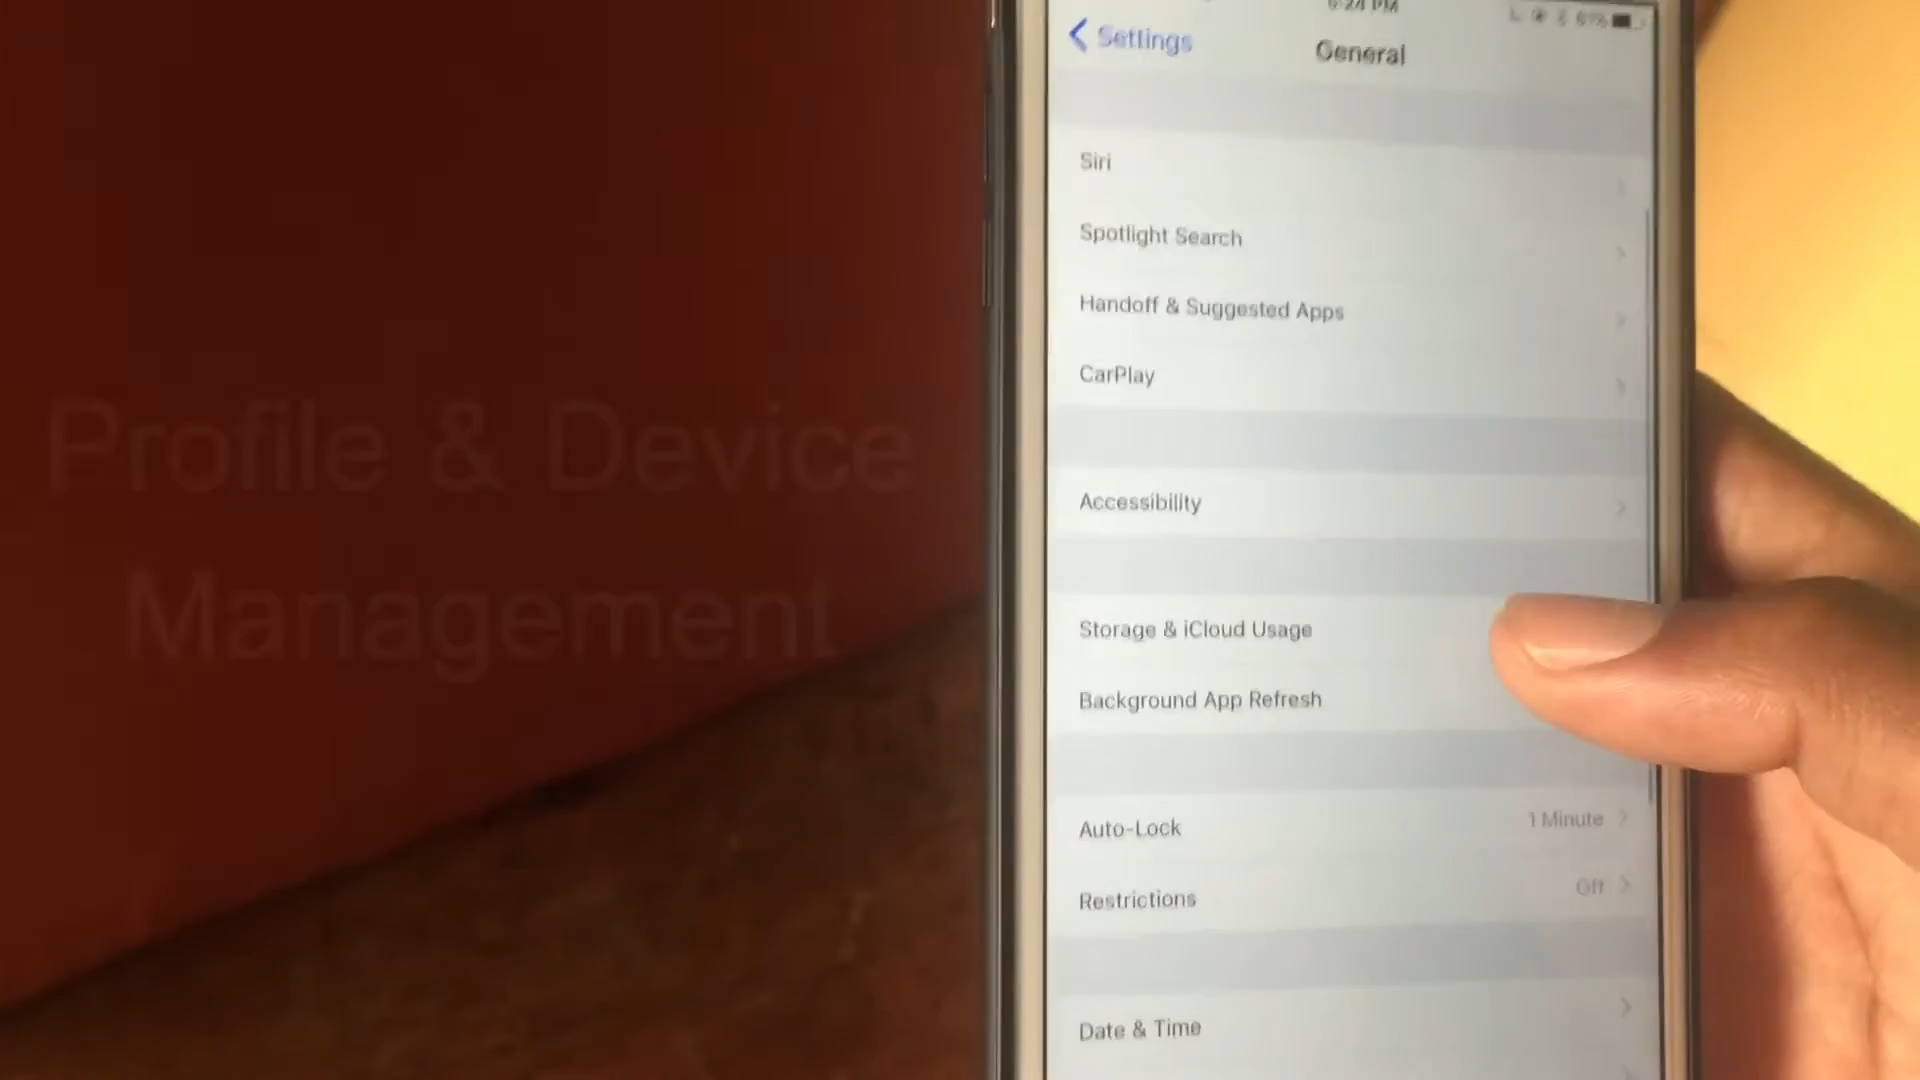 Settings
General
Siri
Spotlight Search
Handoff & Suggested Apps
CarPlay
Profile & Device
Management
Accessibility
Storage & iCloud Usage
Background App Refresh
Auto-Lock
1 Minute
Restrictions
Off
Date & Time